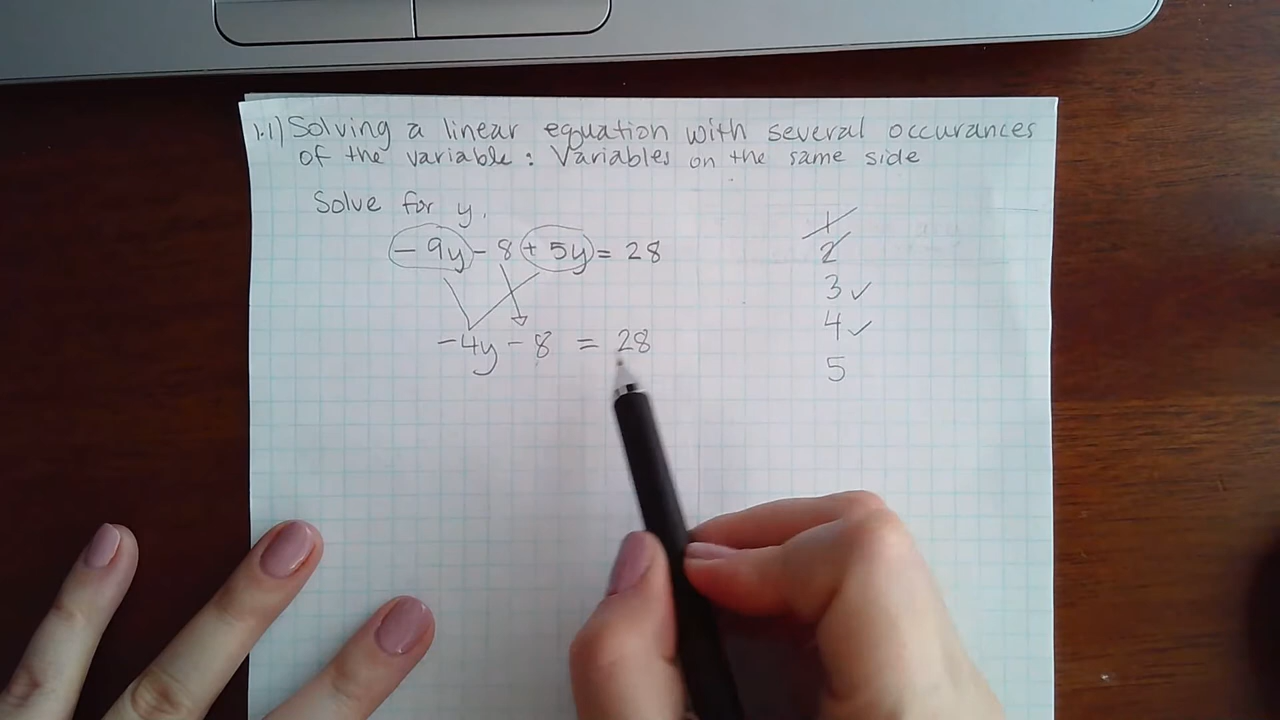 1.1) Solving a linear equation with several occurances
of the variable: Variables on the same side
Solve for y.
- 9y - 8 + 5y = 28
-4y - 8 = 28
1
2
3 ✓
4 ✓
5